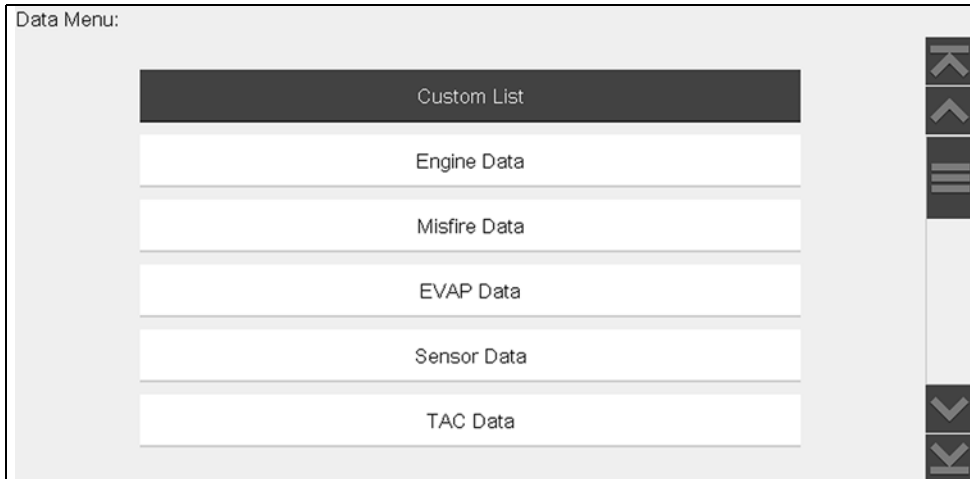 Data Menu:
Custom List
Engine Data
Misfire Data
EVAP Data
Sensor Data
TAC Data